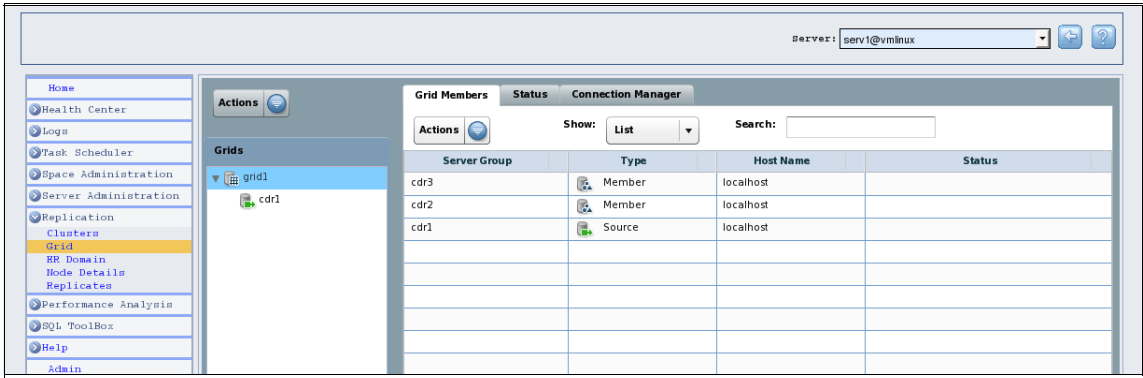 Server: serv1@vmlinux
Home
Health Center
Logs
Task Scheduler
Space Administration
Server Administration
Replication
Clusters
Grid
ER Domain
Node Details
Replicates
Performance Analysis
SQL ToolBox
Help
Admin
Actions
Grids
grid1
cdr1
Grid Members Status Connection Manager
Actions Show: List Search:
Server Group Type Host Name Status
cdr3 Member localhost
cdr2 Member localhost
cdr1 Source localhost